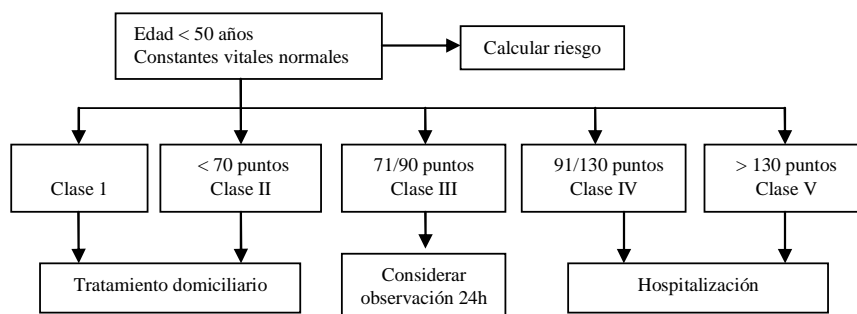 Edad < 50 años
Constantes vitales normales
Calcular riesgo
Clase 1
< 70 puntos
Clase II
71/90 puntos
Clase III
91/130 puntos
Clase IV
> 130 puntos
Clase V
Tratamiento domiciliario
Considerar
observación 24h
Hospitalización